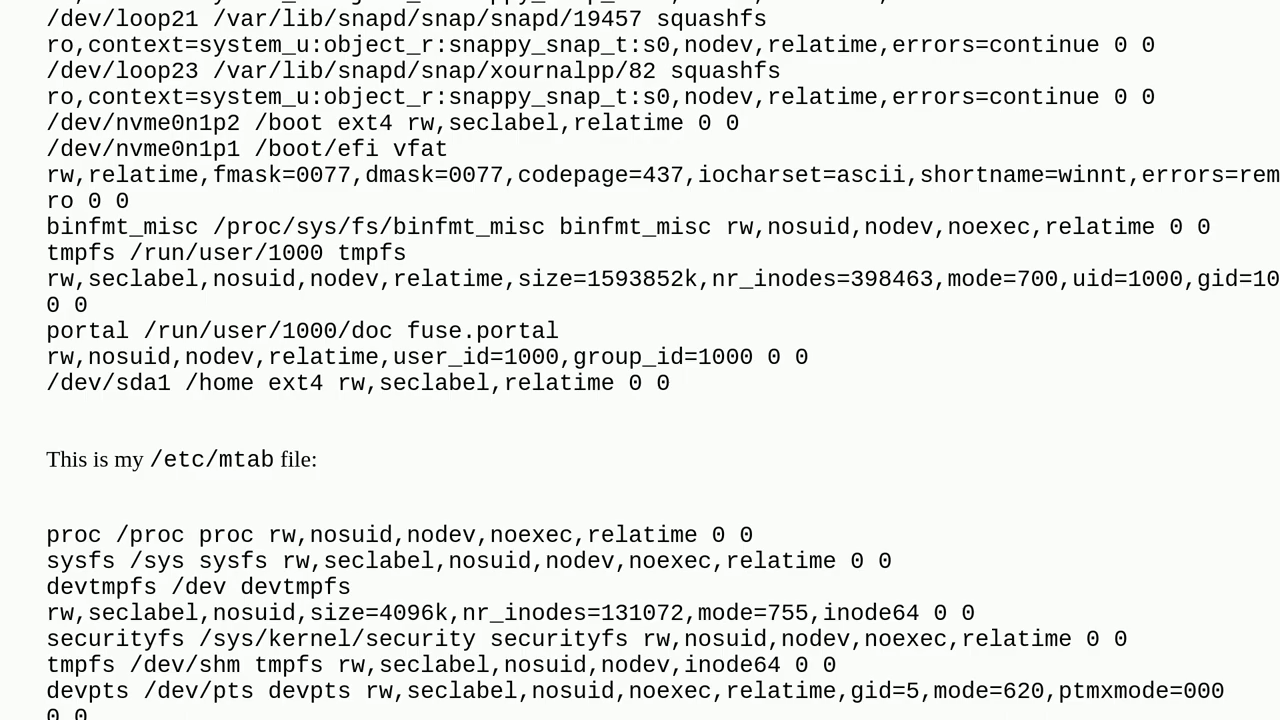 /dev/loop21 /var/lib/snapd/snap/snapd/19457 squashfs
ro,context=system_u:object_r:snappy_snap_t:s0,nodev,relatime,errors=continue 0 0
/dev/loop23 /var/lib/snapd/snap/xournalpp/82 squashfs
ro,context=system_u:object_r:snappy_snap_t:s0,nodev,relatime,errors=continue 0 0
/dev/nvme0n1p2 /boot ext4 rw,seclabel,relatime 0 0
/dev/nvme0n1p1 /boot/efi vfat
rw,relatime,fmask=0077,dmask=0077,codepage=437,iocharset=ascii,shortname=winnt,errors=rem
ro 0 0
binfmt_misc /proc/sys/fs/binfmt_misc binfmt_misc rw,nosuid,nodev,noexec,relatime 0 0
tmpfs /run/user/1000 tmpfs
rw,seclabel,nosuid,nodev,relatime,size=1593852k,nr_inodes=398463,mode=700,uid=1000,gid=10
0 0
portal /run/user/1000/doc fuse.portal
rw,nosuid,nodev,relatime,user_id=1000,group_id=1000 0 0
/dev/sda1 /home ext4 rw,seclabel,relatime 0 0
This is my /etc/mtab file:
proc /proc proc rw,nosuid,nodev,noexec,relatime 0 0
sysfs /sys sysfs rw,seclabel,nosuid,nodev,noexec,relatime 0 0
devtmpfs /dev devtmpfs
rw,seclabel,nosuid,size=4096k,nr_inodes=131072,mode=755,inode64 0 0
securityfs /sys/kernel/security securityfs rw,nosuid,nodev,noexec,relatime 0 0
tmpfs /dev/shm tmpfs rw,seclabel,nosuid,nodev,inode64 0 0
devpts /dev/pts devpts rw,seclabel,nosuid,noexec,relatime,gid=5,mode=620,ptmxmode=000
0 0